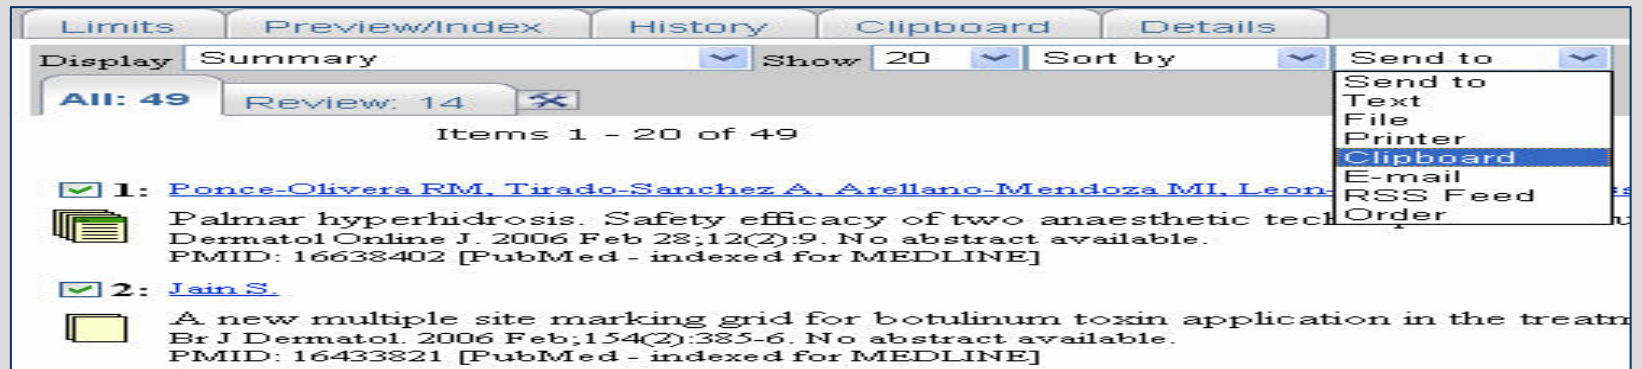 Limits Preview/Index History Clipboard Details
Display Summary Show 20 Sort by Send to
Send to
Text
File
Printer
Clipboard
E-mail
RSS Feed
Order
All: 49 Review: 14
Items 1 - 20 of 49
1: Ponce-Olivera RM, Tirado-Sanchez A, Arellano-Mendoza MI, Leon-
Palmar hyperhidrosis. Safety efficacy of two anaesthetic
Dermatol Online J. 2006 Feb 28;12(2):9. No abstract available.
PMID: 16638402 [PubMed - indexed for MEDLINE]
2: Jain S.
A new multiple site marking grid for botulinum toxin application in the
Br J Dermatol. 2006 Feb;154(2):385-6. No abstract available.
PMID: 16433821 [PubMed - indexed for MEDLINE]